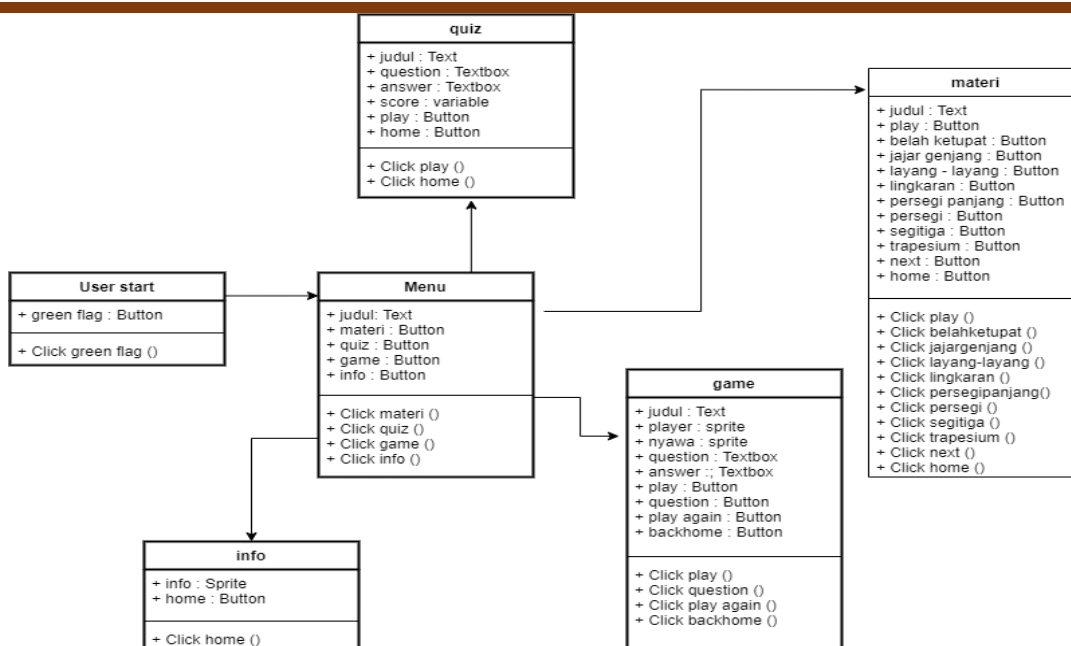 quiz
+ judul : Text
+ question : Textbox
+ answer : Textbox
+ score : variable
+ play : Button
+ home : Button
+ Click play ()
+ Click home ()
materi
+ judul : Text
+ play : Button
+ belah ketupat : Button
+ jajar genjang : Button
+ layang - layang : Button
+ lingkaran : Button
+ persegi panjang : Button
+ persegi : Button
+ segitiga : Button
+ trapesium : Button
+ next : Button
+ home : Button
+ Click play ()
+ Click belahketupat ()
+ Click jajargenjang ()
+ Click layang-layang ()
+ Click lingkaran ()
+ Click persegipanjang()
+ Click persegi ()
+ Click segitiga ()
+ Click trapesium ()
+ Click next ()
+ Click home ()
User start
+ green flag : Button
+ Click green flag ()
Menu
+ judul: Text
+ materi : Button
+ quiz : Button
+ game : Button
+ info : Button
+ Click materi ()
+ Click quiz ()
+ Click game ()
+ Click info ()
game
+ judul : Text
+ player : sprite
+ nyawa : sprite
+ question : Textbox
+ answer :; Textbox
+ play : Button
+ question : Button
+ play again : Button
+ backhome : Button
+ Click play ()
+ Click question ()
+ Click play again ()
+ Click backhome ()
info
+ info : Sprite
+ home : Button
+ Click home ()